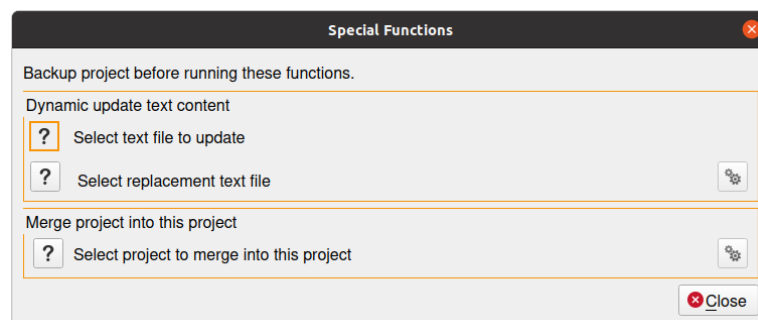 Special Functions
Backup project before running these functions.
Dynamic update text content
? Select text file to update
? Select replacement text file
Merge project into this project
? Select project to merge into this project
Close